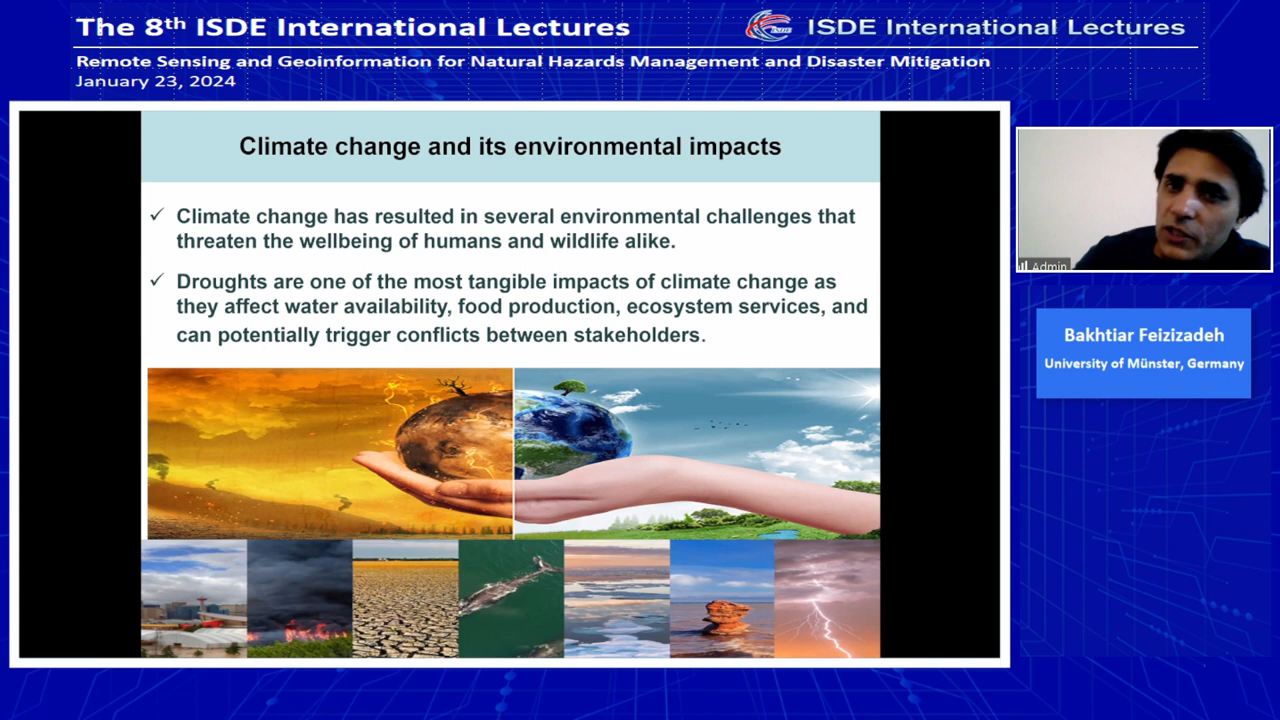 The 8th ISDE International Lectures
ISDE
ISDE International Lectures
Remote Sensing and Geoinformation for Natural Hazards Management and Disaster Mitigation
January 23, 2024
Climate change and its environmental impacts
✓ Climate change has resulted in several environmental challenges that
threaten the wellbeing of humans and wildlife alike.
✓ Droughts are one of the most tangible impacts of climate change as
they affect water availability, food production, ecosystem services, and
can potentially trigger conflicts between stakeholders.
Admin
Bakhtiar Feizizadeh
University of Münster, Germany